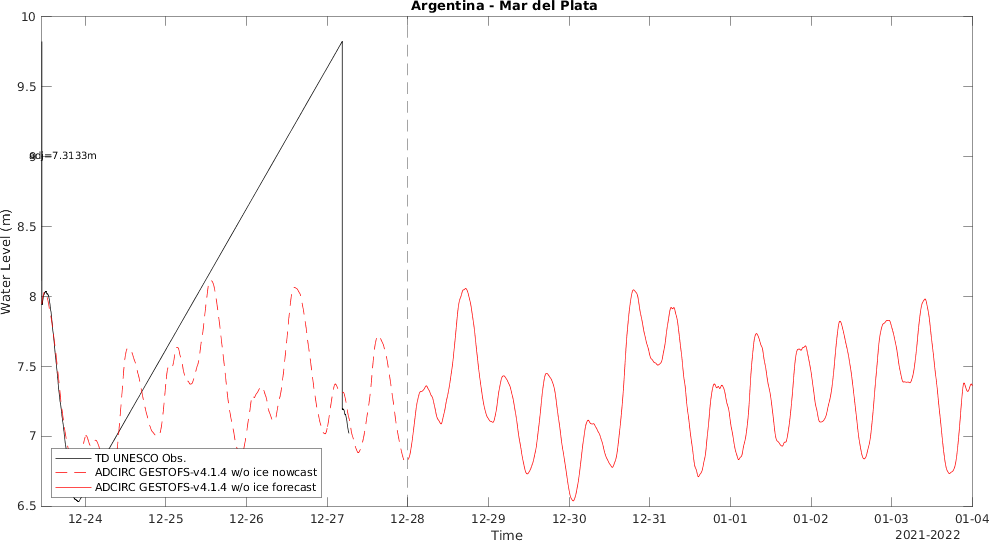 Argentina - Mar del Plata
10
9.5
9
8.5
8
7.5
7
6.5
Water Level (m)
adj=7.3133m
TD UNESCO Obs.
ADCIRC GESTOFS-v4.1.4 w/o ice nowcast
ADCIRC GESTOFS-v4.1.4 w/o ice forecast
12-24 12-25 12-26 12-27 12-28 12-29 12-30 12-31 01-01 01-02 01-03 01-04
Time
2021-2022